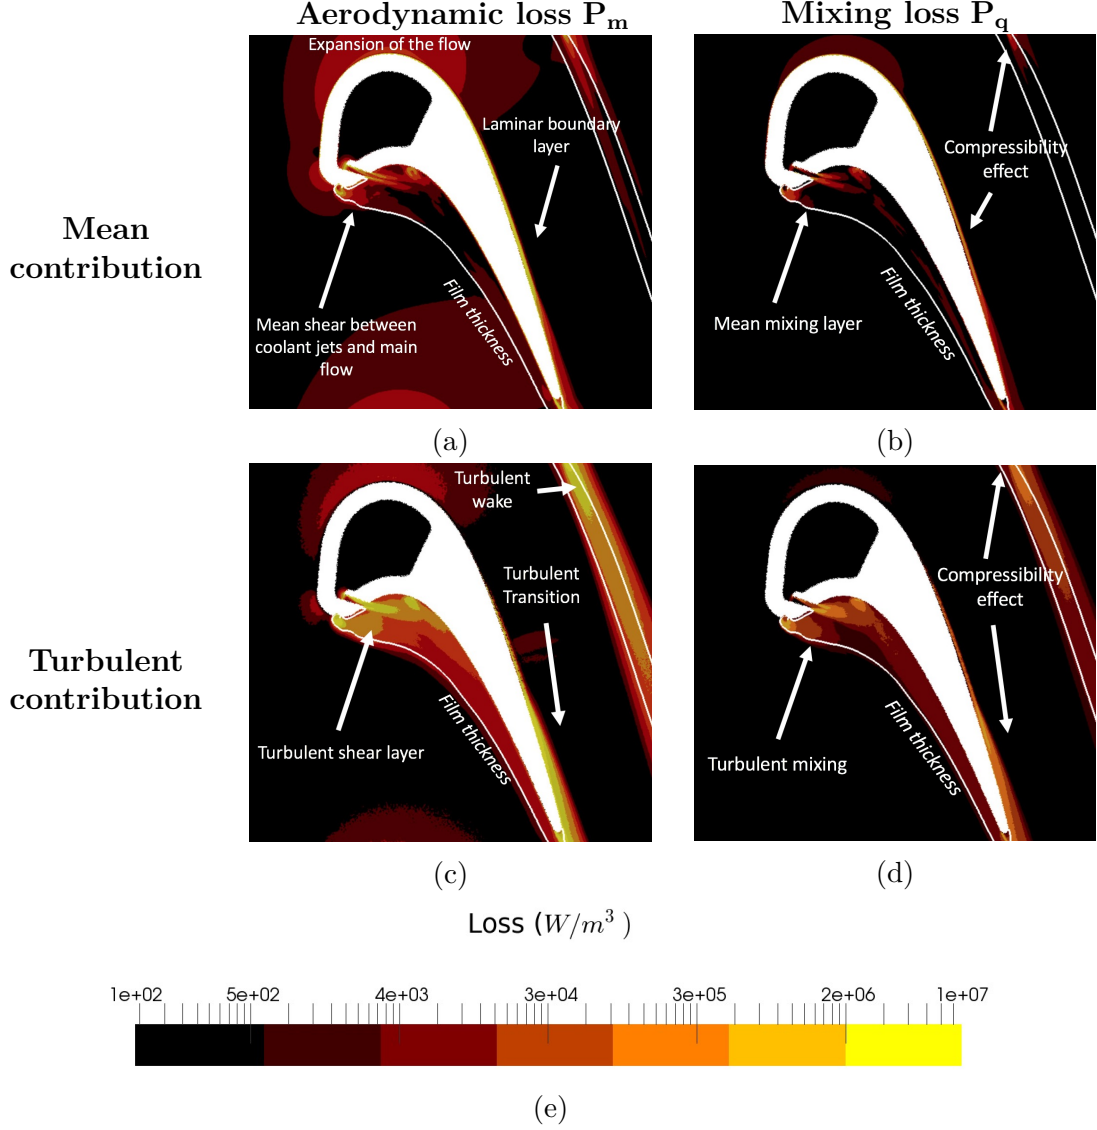 Aerodynamic loss P_m
Mixing loss P_q
Mean
contribution
Expansion of the flow
Laminar boundary
layer
Mean shear between
coolant jets and main
flow
Film thickness
(a)
Compressibility
effect
Mean mixing layer
Film thickness
(b)
Turbulent
contribution
Turbulent
wake
Turbulent
Transition
Turbulent shear layer
Film thickness
(c)
Compressibility
effect
Turbulent mixing
Film thickness
(d)
Loss (W/m³ )
1e+02 5e+02 4e+03 3e+04 3e+05 2e+06 1e+07
(e)